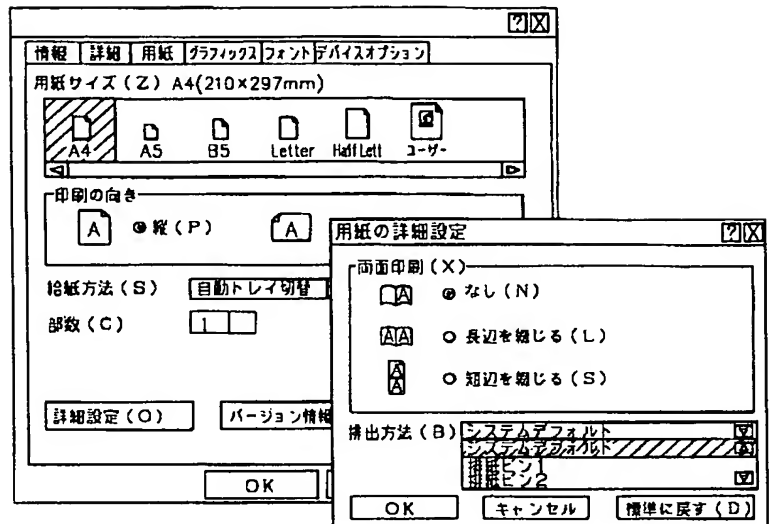 情報 詳細 用紙 グラフィックス フォント デバイスオプション
用紙サイズ(Z) A4(210×297mm)
A4 A5 B5 Letter Half Lett ユーザー
印刷の向き
A 縦(P) A
給紙方法(S) 自動トレイ切替
部数(C) 1
詳細設定(O) バージョン情報
OK
用紙の詳細設定
両面印刷(X)
A なし(N)
AA 長辺を綴じる(L)
A
A 短辺を綴じる(S)
排出方法(B) システムデフォルト
システムデフォルト
排紙ビン1
排紙ビン2
OK キャンセル 標準に戻す(D)